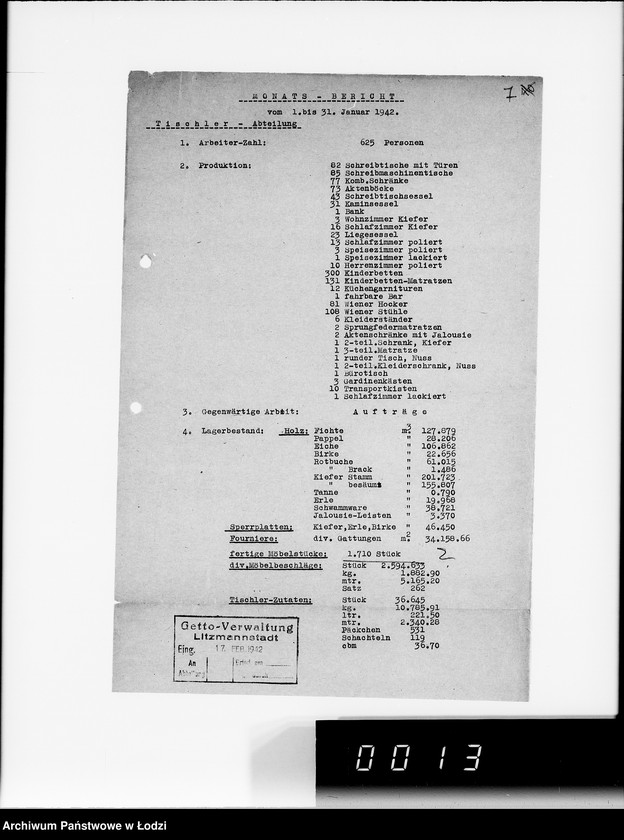 MONATS - BERICHT
vom 1.bis 31. Januar 1942.
Tischler - Abteilung
7
1. Arbeiter-Zahl: 625 Personen
2. Produktion: 82 Schreibtische mit Türen
85 Schreibmaschinentische
77 Komb.Schränke
73 Aktenböcke
43 Schreibtischsessel
31 Kaminsessel
1 Bank
3 Wohnzimmer Kiefer
16 Schlafzimmer Kiefer
23 Liegesessel
13 Schlafzimmer poliert
3 Speisezimmer poliert
1 Speisezimmer lackiert
10 Herrenzimmer poliert
300 Kinderbetten
131 Kinderbetten-Matratzen
12 Küchengarnituren
1 fahrbare Bar
81 Wiener Hocker
108 Wiener Stühle
6 Kleiderständer
2 Sprungfedermatratzen
2 Aktenschränke mit Jalousie
1 2-teil.Schrank, Kiefer
1 3-teil.Matratze
1 runder Tisch, Nuss
1 2-teil.Kleiderschrank, Nuss
1 Bürotisch
3 Gardinenkästen
10 Transportkisten
1 Schlafzimmer lackiert
3. Gegenwärtige Arbeit: Aufträge
4. Lagerbestand: Holz: Fichte m3 127.879
Pappel " 28.206
Eiche " 106.862
Birke " 22.656
Rotbuche " 61.015
" Brack " 1.486
Kiefer Stamm " 201.723
" besäumt " 155.807
Tanne " 0.790
Erle " 19.968
Schwammware " 38.721
Jalousie-Leisten " 3.370
Sperrplatten: Kiefer,Erle,Birke " 46.450
Fourniere: div. Gattungen m2 34.158.66
fertige Möbelstücke: 1.710 Stück 2
div.Möbelbeschläge: Stück 2.594.633
kg. 1.882.90
mtr. 5.165.20
Satz 262
Tischler-Zutaten: Stück 36.645
kg. 10.785.91
ltr. 221.50
mtr. 2.340.28
Päckchen 531
Schachteln 119
cbm 36.70
Getto-Verwaltung
Litzmannstadt
Eing. 17. FEB. 1942
An
Abteilung
0013
Archiwum Państwowe w Łodzi